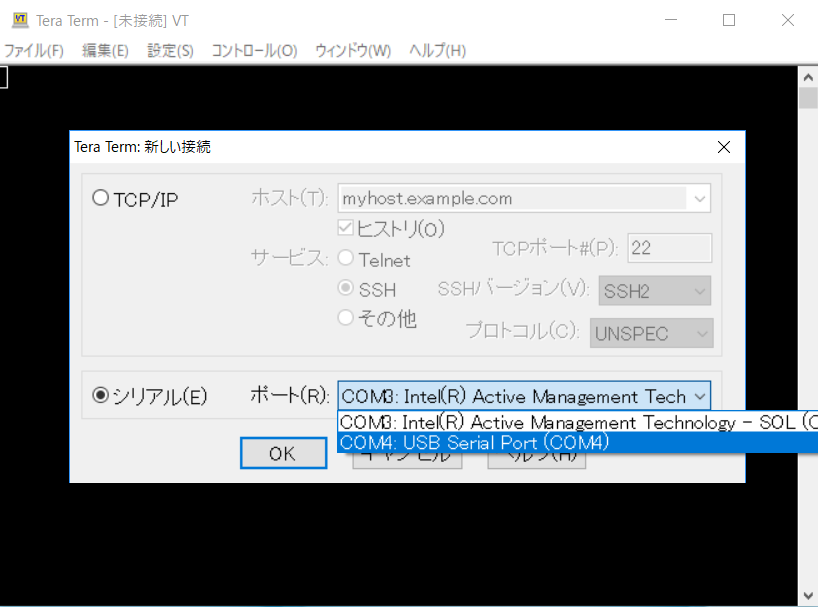 Tera Term - [未接続] VT
ファイル(F) 編集(E) 設定(S) コントロール(O) ウィンドウ(W) ヘルプ(H)
Tera Term: 新しい接続
TCP/IP
ホスト(T): myhost.example.com
ヒストリ(O)
サービス: Telnet
TCPポート#(P): 22
SSH
SSHバージョン(V): SSH2
その他
プロトコル(C): UNSPEC
シリアル(E)
ポート(R): COM3: Intel(R) Active Management Tech
COM3: Intel(R) Active Management Technology - SOL (C
COM4: USB Serial Port (COM4)
OK
キャンセル
ヘルプ(H)